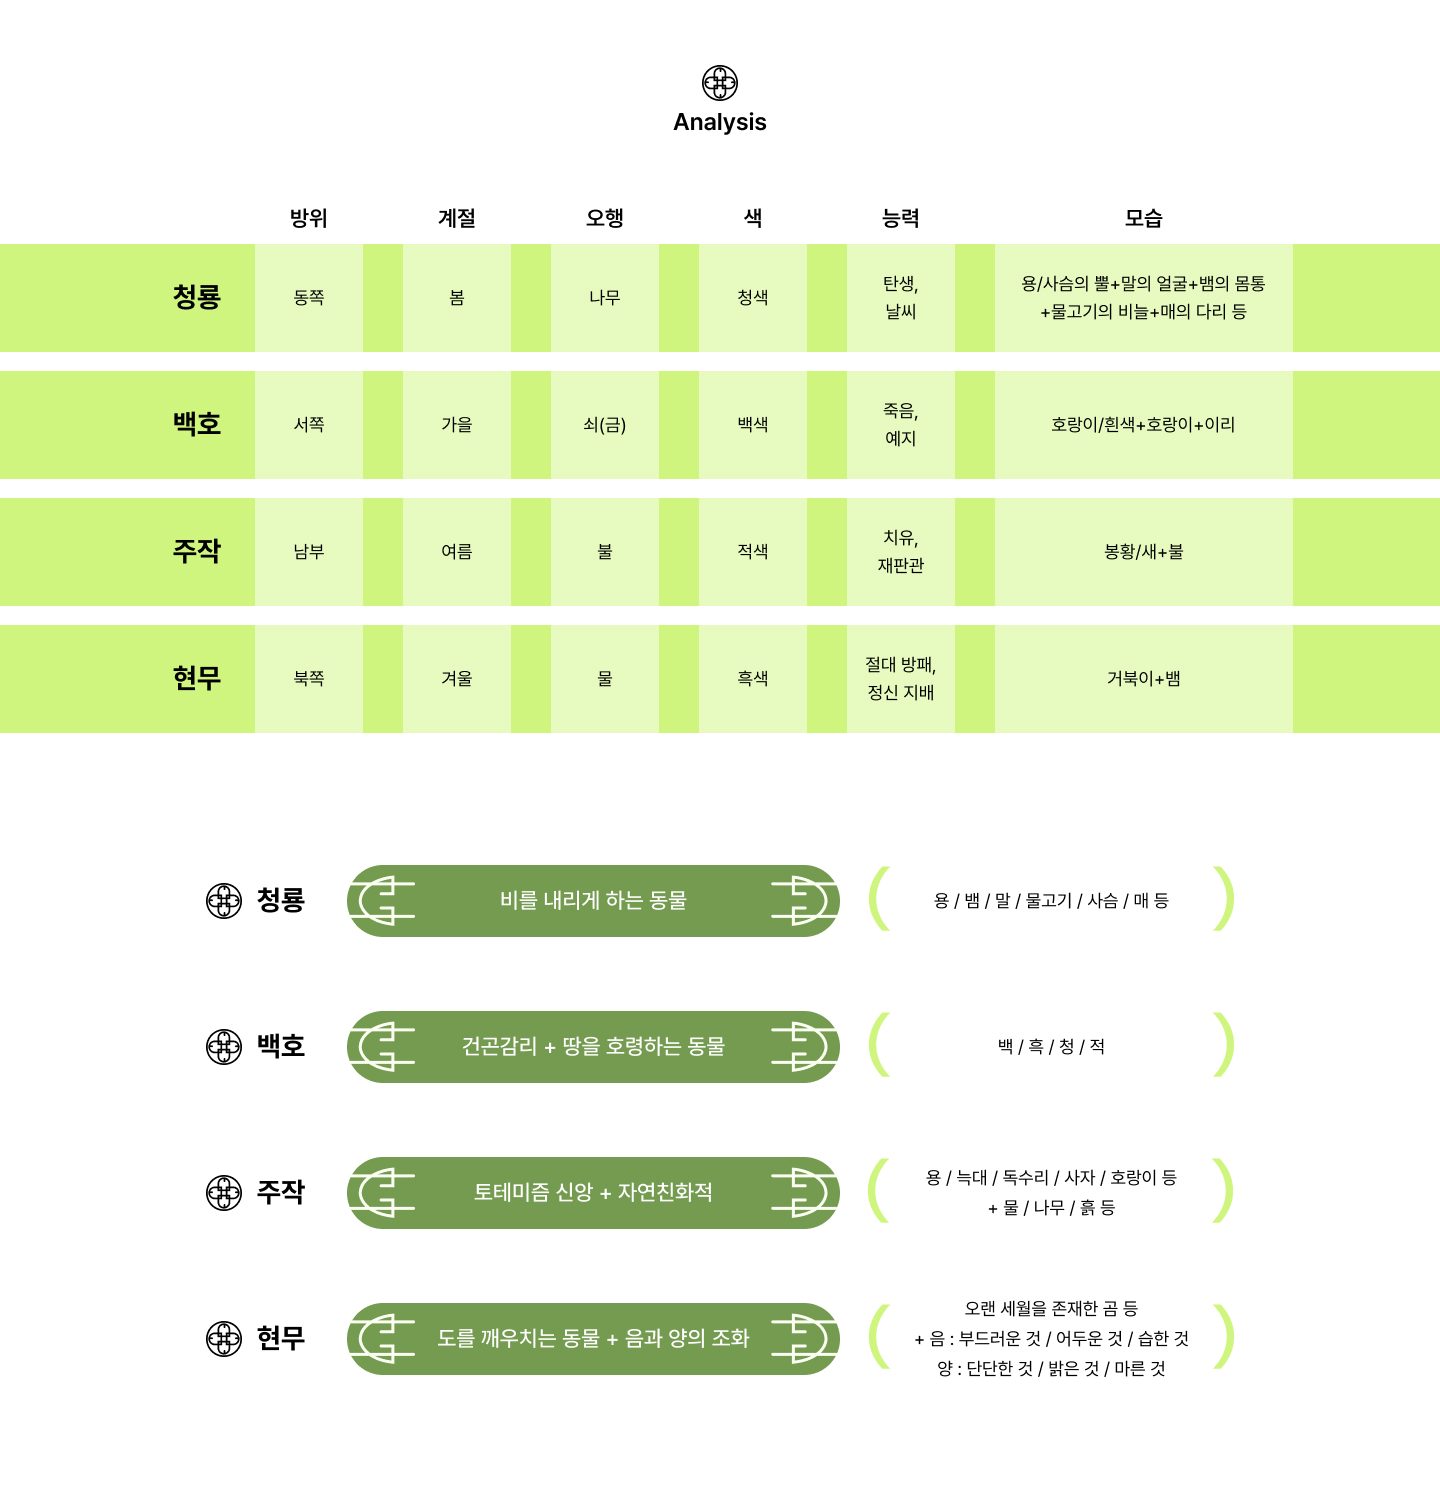 Analysis
방위 계절 오행 색 능력 모습
청룡 동쪽 봄 나무 청색 탄생, 용/사슴의 뿔+말의 얼굴+뱀의 몸통
날씨 +물고기의 비늘+매의 다리 등
백호 서쪽 가을 쇠(금) 백색 죽음, 호랑이/흰색+호랑이+이리
예지
주작 남부 여름 불 적색 치유, 봉황/새+불
재판관
현무 북쪽 겨울 물 흑색 절대 방패, 거북이+뱀
정신 지배
청룡 비를 내리게 하는 동물 ( 용 / 뱀 / 말 / 물고기 / 사슴 / 매 등 )
백호 건곤감리 + 땅을 호령하는 동물 ( 백 / 흑 / 청 / 적 )
주작 토테미즘 신앙 + 자연친화적 ( 용 / 늑대 / 독수리 / 사자 / 호랑이 등
+ 물 / 나무 / 흙 등 )
현무 도를 깨우치는 동물 + 음과 양의 조화 ( 오랜 세월을 존재한 곰 등
+ 음 : 부드러운 것 / 어두운 것 / 습한 것
양 : 단단한 것 / 밝은 것 / 마른 것 )